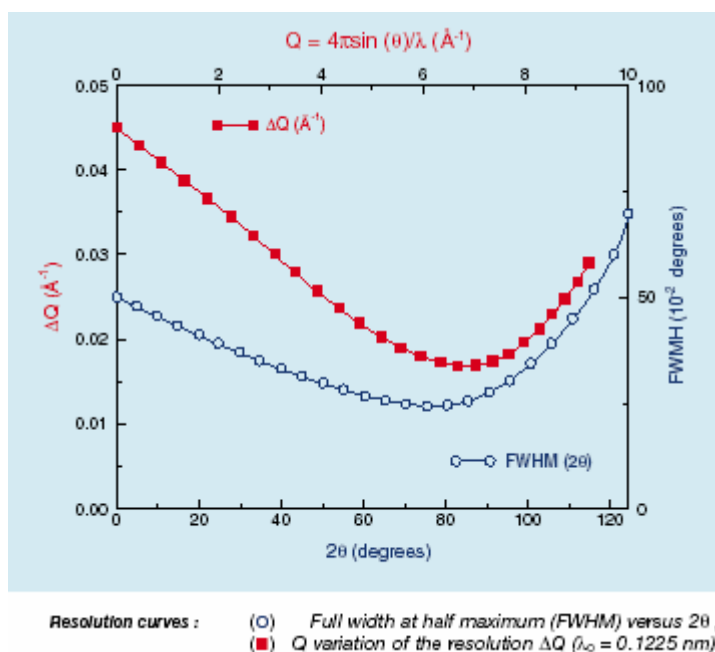 Q = 4πsin (θ)/λ (Å⁻¹)
0 2 4 6 8 10
0.05 100
ΔQ (Å⁻¹)
0.04
0.03
ΔQ (Å⁻¹)
50
FWMH (10⁻² degrees)
0.02
0.01
FWHM (2θ)
0.00 0
0 20 40 60 80 100 120
2θ (degrees)
Resolution curves : (○) Full width at half maximum (FWHM) versus 2θ
(■) Q variation of the resolution ΔQ (λ₀ = 0.1225 nm)